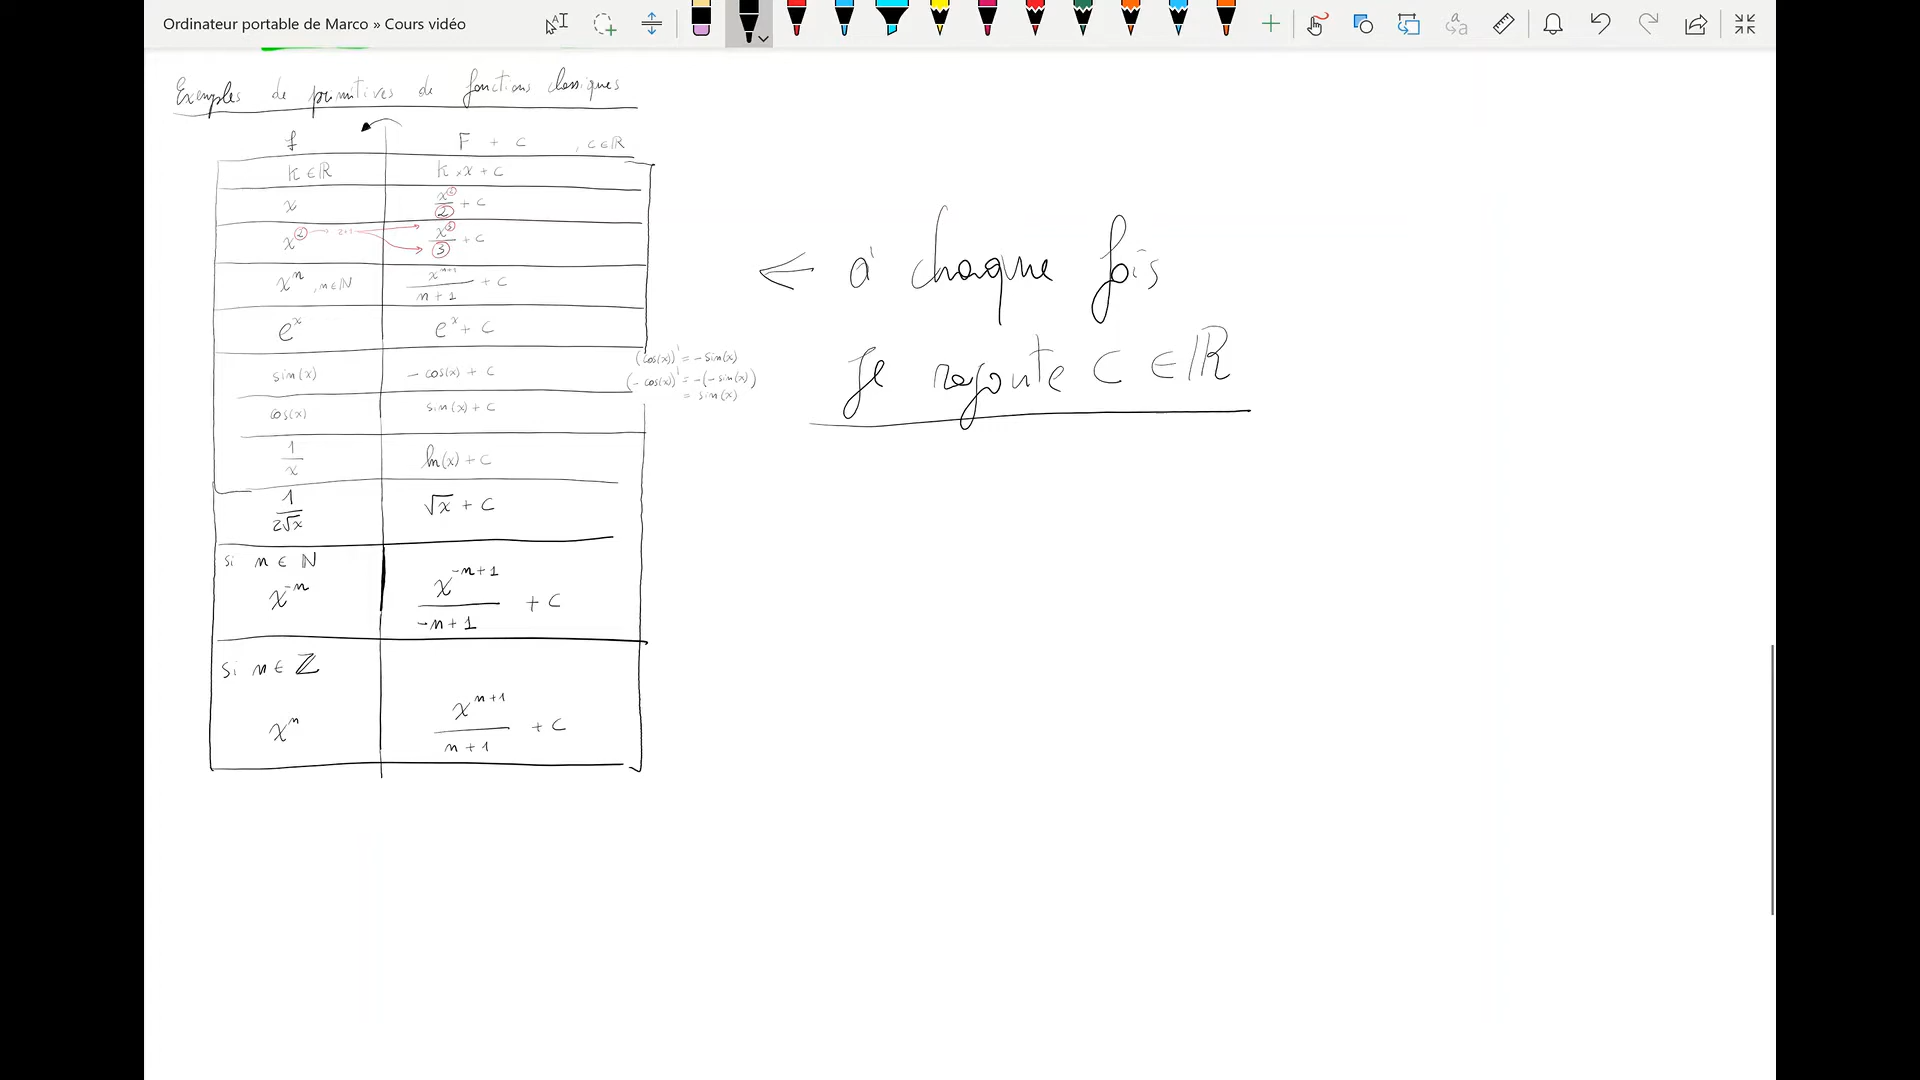 Ordinateur portable de Marco » Cours vidéo
Exemples de primitives de fonctions classiques
f F + c , c∈ℝ
k ∈ℝ k × x + c
x x²/2 + c
x² → 2+1 x³/3 + c
xⁿ , n∈ℕ xⁿ⁺¹/n+1 + c
eˣ eˣ + c
sin(x) - cos(x) + c
(cos(x))' = - sin(x)
(- cos(x))' = -(- sin(x))
= sin(x)
cos(x) sin(x) + c
1/x ln(x) + c
1/2√x √x + c
si n ∈ ℕ
x⁻ⁿ x⁻ⁿ⁺¹/-n+1 + c
si n ∈ ℤ
xⁿ xⁿ⁺¹/n+1 + c
← à chaque fois
je rajoute c ∈ ℝ